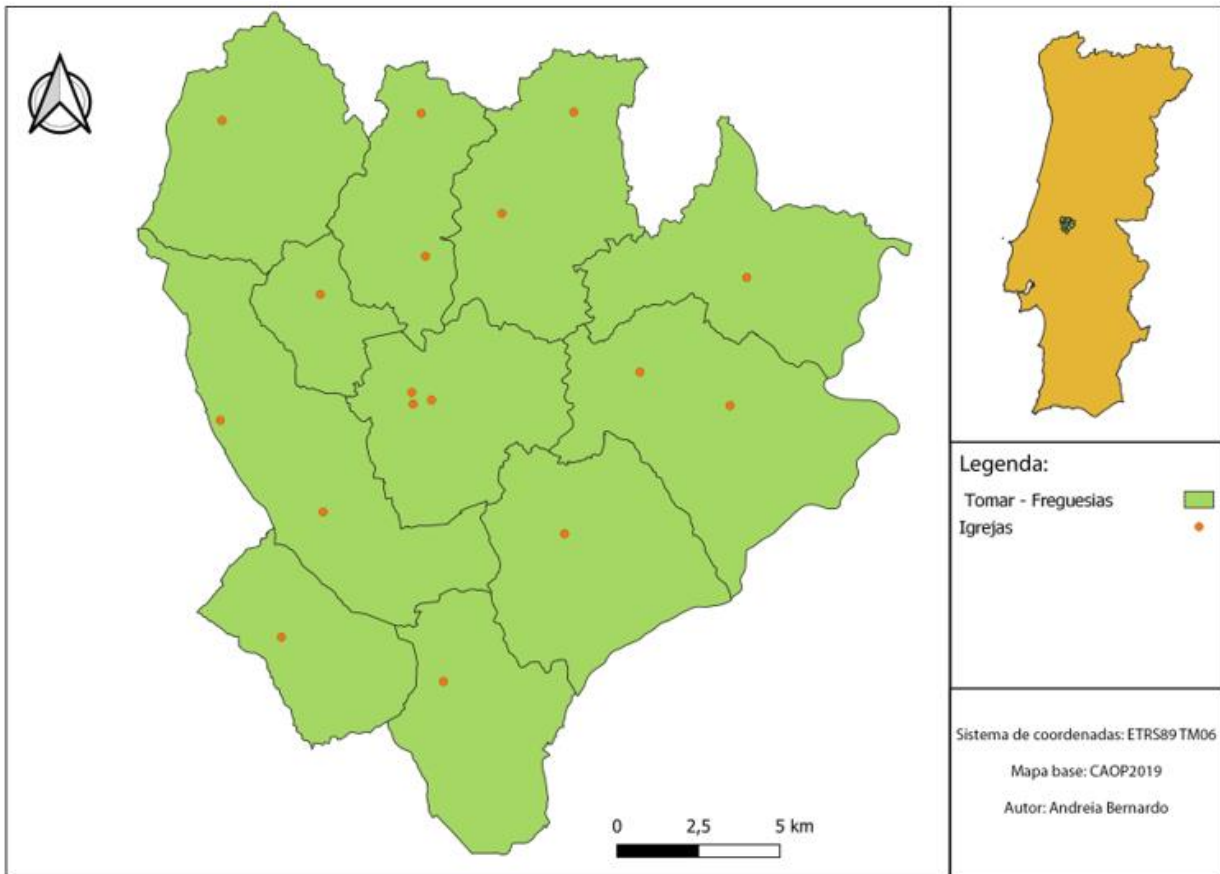 Legenda:
Tomar - Freguesias
Igrejas
Sistema de coordenadas: ETRS89 TM06
Mapa base: CAOP2019
Autor: Andreia Bernardo
0 2,5 5 km